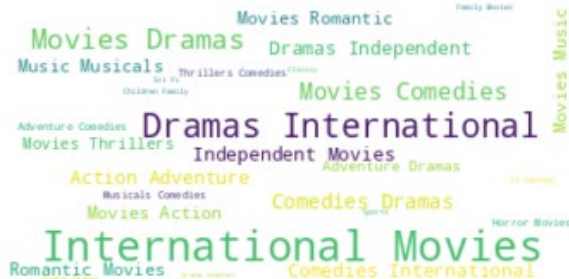 Family Movies
Movies Romantic
Movies Dramas
Dramas Independent
Movies Music
Music Musicals
Thrillers Comedies
Classic
Sci Fi
Children Family
Movies Comedies
Dramas International
Adventure Comedies
Movies Thrillers
Independent Movies
Adventure Dramas
Action Adventure
Musicals Comedies
Comedies Dramas
Movies Action
Sports
Horror Movies
International Movies
Romantic Movies
Comedies International